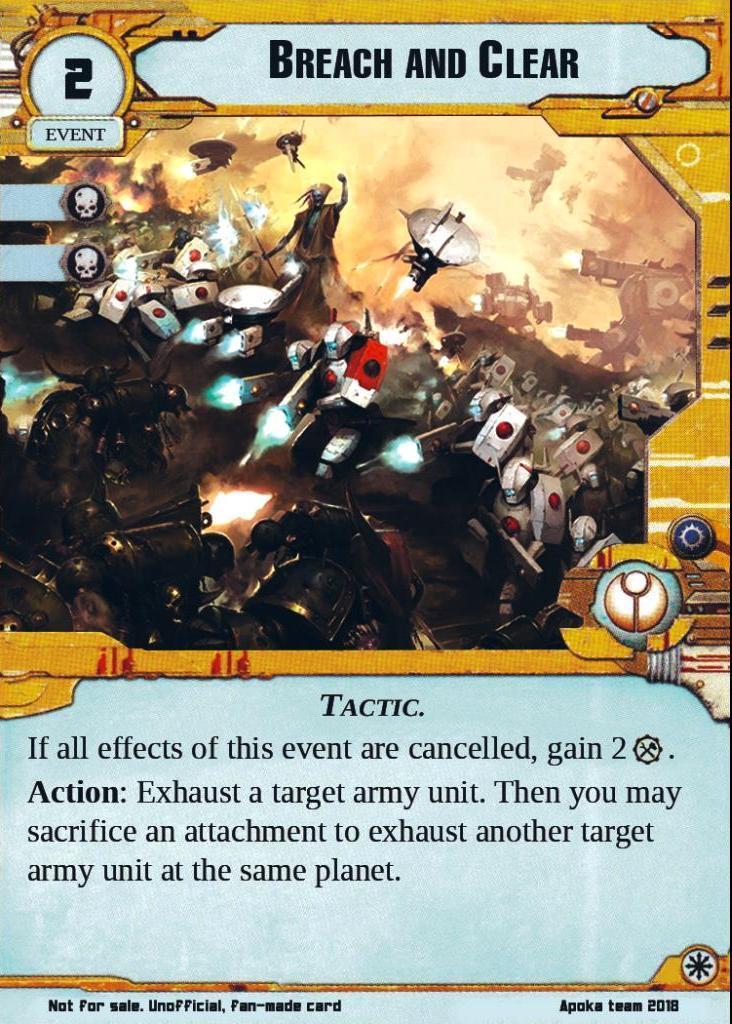 2
BREACH AND CLEAR
EVENT
TACTIC.
If all effects of this event are cancelled, gain 2 .
Action: Exhaust a target army unit. Then you may
sacrifice an attachment to exhaust another target
army unit at the same planet.
Not for sale. Unofficial, fan-made card
Apoka team 2018